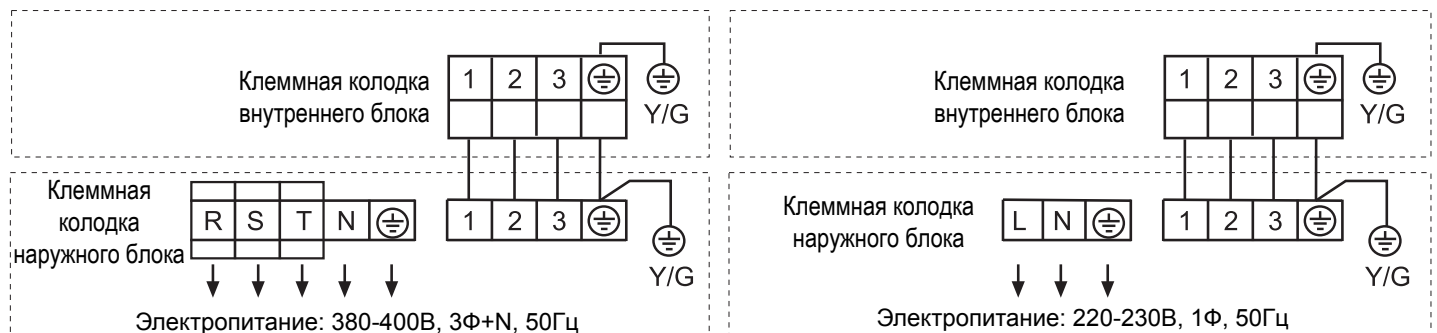 Клеммная колодка
внутреннего блока
1 2 3
Y/G
Клеммная
колодка
наружного блока
R S T N
1 2 3
Y/G
Электропитание: 380-400В, 3Ф+N, 50Гц
Клеммная колодка
внутреннего блока
1 2 3
Y/G
Клеммная колодка
наружного блока
L N
1 2 3
Y/G
Электропитание: 220-230В, 1Ф, 50Гц